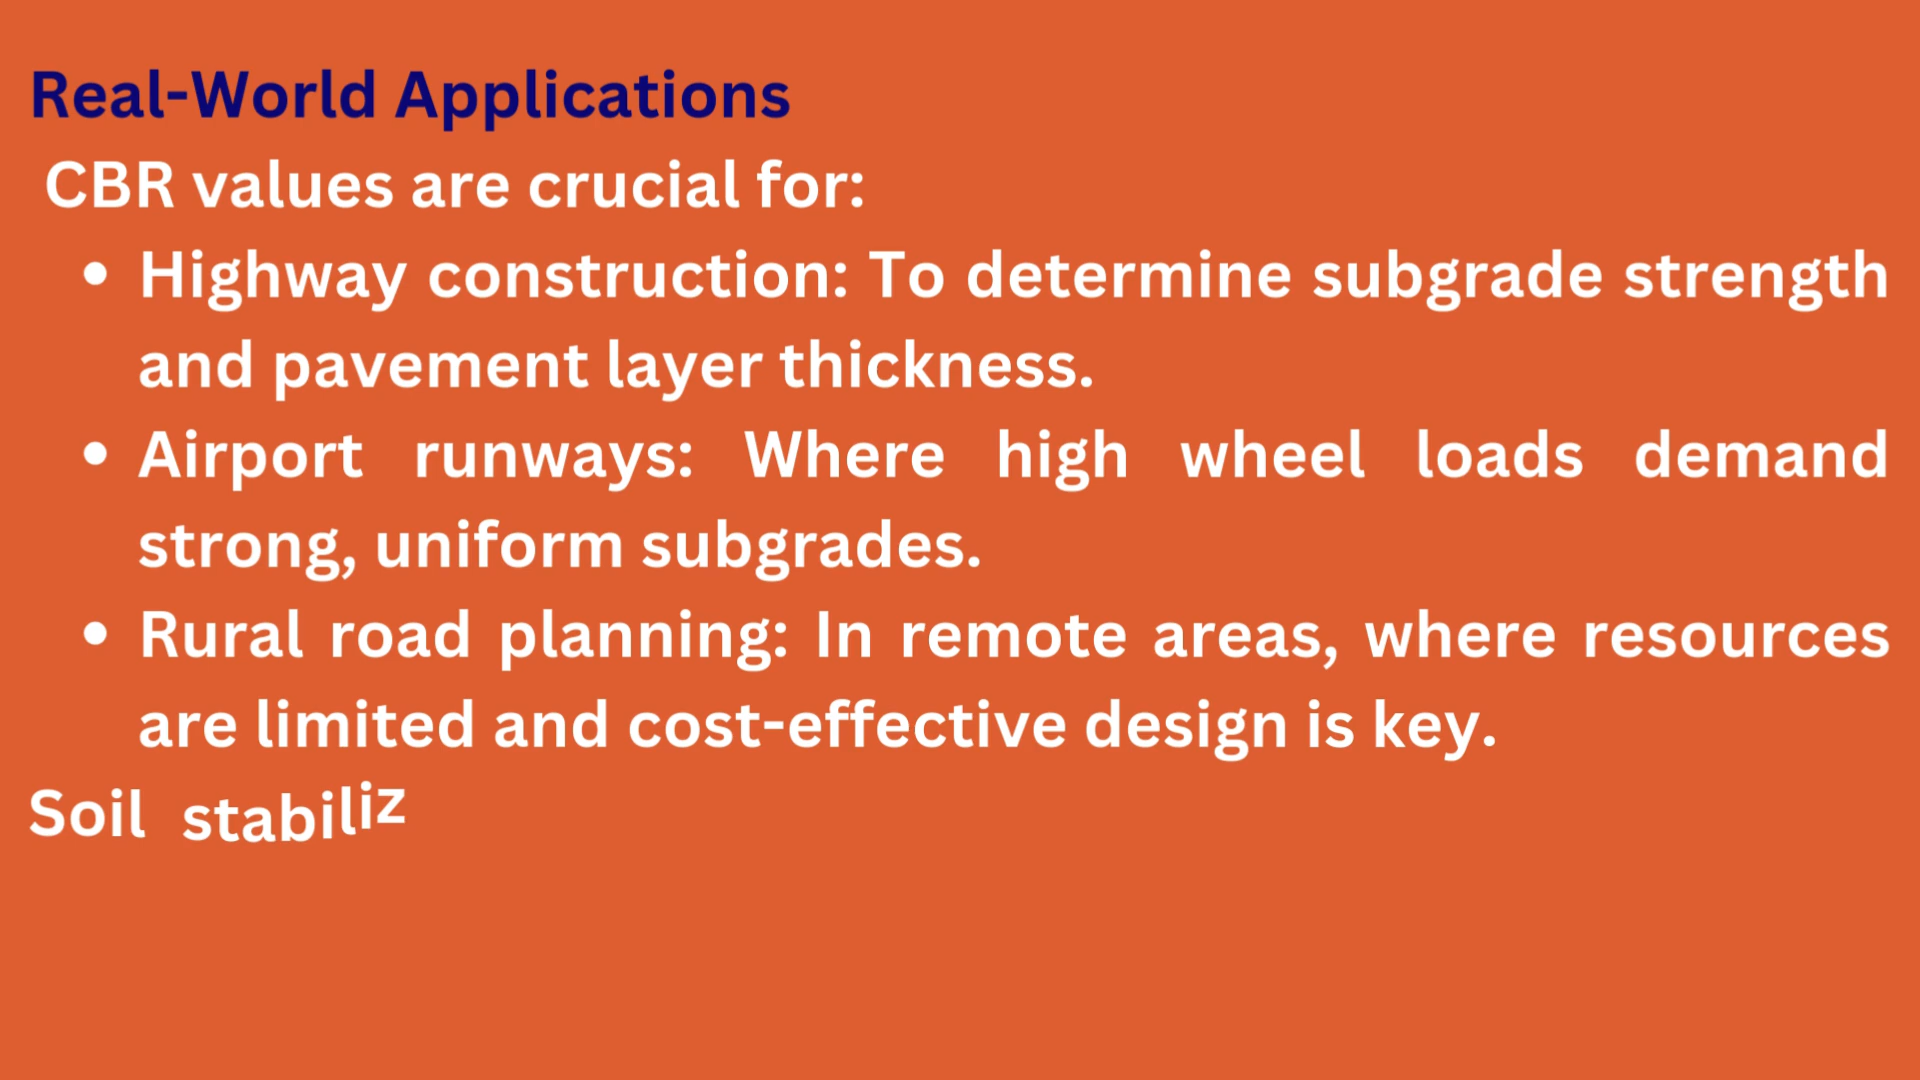 Real-World Applications
CBR values are crucial for:
• Highway construction: To determine subgrade strength
and pavement layer thickness.
• Airport runways: Where high wheel loads demand
strong, uniform subgrades.
• Rural road planning: In remote areas, where resources
are limited and cost-effective design is key.
Soil stabiliz